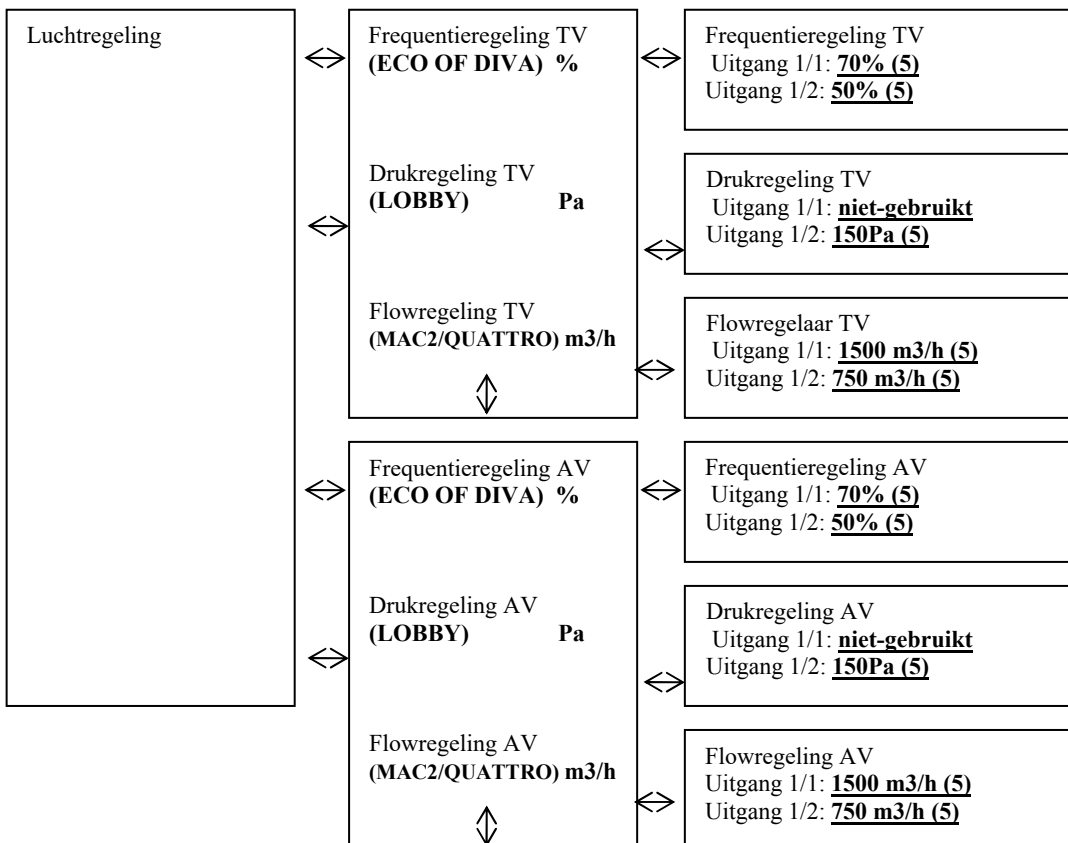 Luchtregeling
Frequentieregeling TV
(ECO OF DIVA) %
Drukregeling TV
(LOBBY) Pa
Flowregeling TV
(MAC2/QUATTRO) m3/h
Frequentieregeling TV
Uitgang 1/1: 70% (5)
Uitgang 1/2: 50% (5)
Drukregeling TV
Uitgang 1/1: niet-gebruikt
Uitgang 1/2: 150Pa (5)
Flowregelaar TV
Uitgang 1/1: 1500 m3/h (5)
Uitgang 1/2: 750 m3/h (5)
Frequentieregeling AV
(ECO OF DIVA) %
Drukregeling AV
(LOBBY) Pa
Flowregeling AV
(MAC2/QUATTRO) m3/h
Frequentieregeling AV
Uitgang 1/1: 70% (5)
Uitgang 1/2: 50% (5)
Drukregeling AV
Uitgang 1/1: niet-gebruikt
Uitgang 1/2: 150Pa (5)
Flowregeling AV
Uitgang 1/1: 1500 m3/h (5)
Uitgang 1/2: 750 m3/h (5)